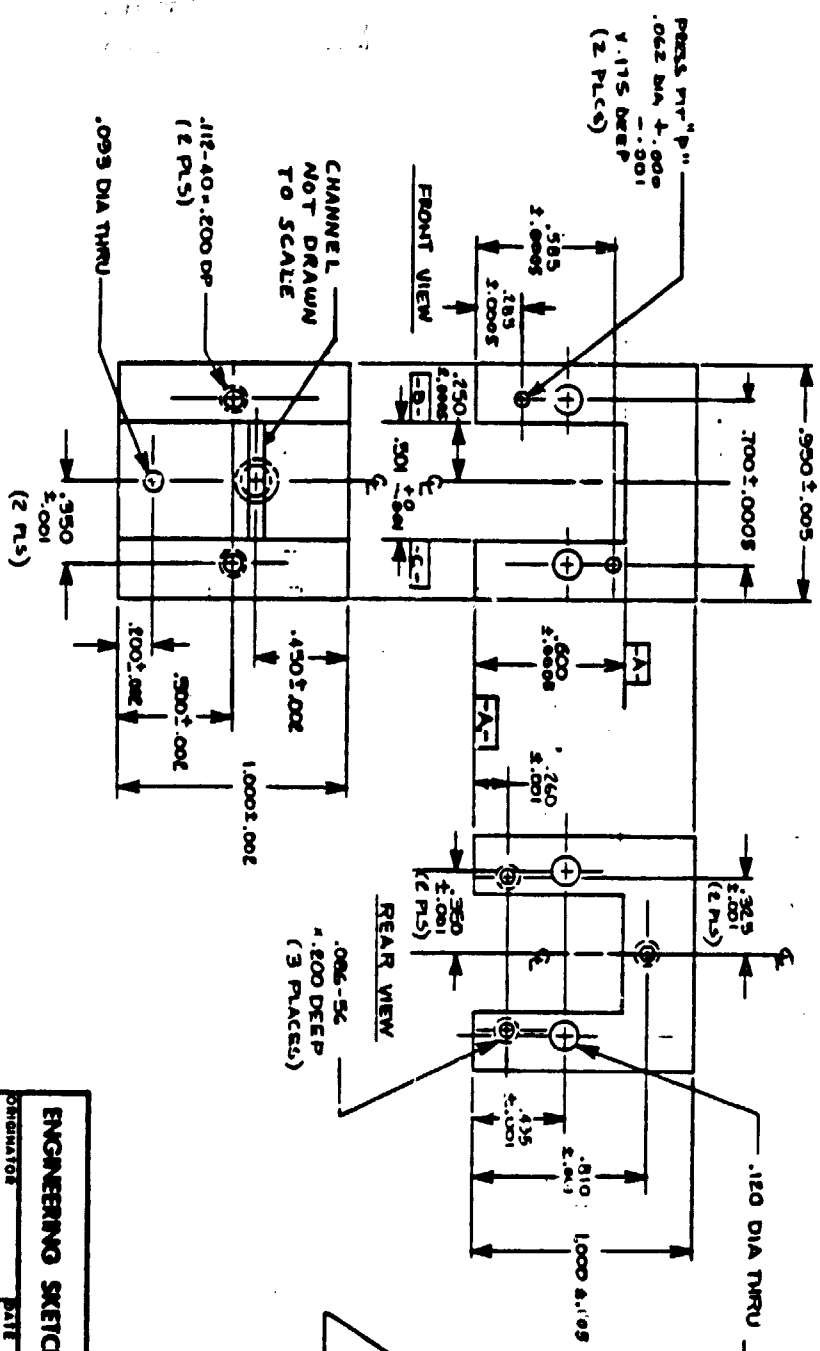 PRESS FIT "P"
.062 DIA +.000
-.001
× .175 DEEP
(2 PLCS)
.950 ±.005
.700 ±.0005
.585
±.0005
.285
±.0005
FRONT VIEW
.250
±.0005
-B-
.501 +0
-.001
-C-
.600
±.0005
-A-
-A-
CHANNEL
NOT DRAWN
TO SCALE
.112-40 × .200 DP
(2 PLS)
.093 DIA THRU
.350
±.001
(2 PLS)
.200±.002
.500±.002
.450±.002
1.000±.002
.260
±.001
.325
±.001
(2 PLS)
.350
±.001
(2 PLS)
REAR VIEW
.086-56
×.200 DEEP
(3 PLACES)
.435
±.001
.810
1.000
.120 DIA THRU
ENGINEERING SKETCH
ORIGINATOR
DATE